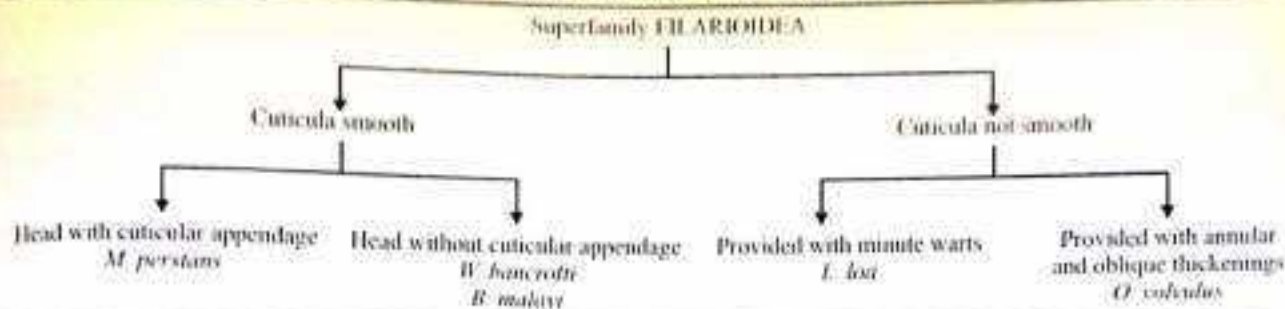 Superfamily FILARIOIDEA
Cuticula smooth
Cuticula not smooth
Head with cuticular appendage
M. perstans
Head without cuticular appendage
W. bancrofti
B. malayi
Provided with minute warts
L. loa
Provided with annular
and oblique thickenings
O. volvulus